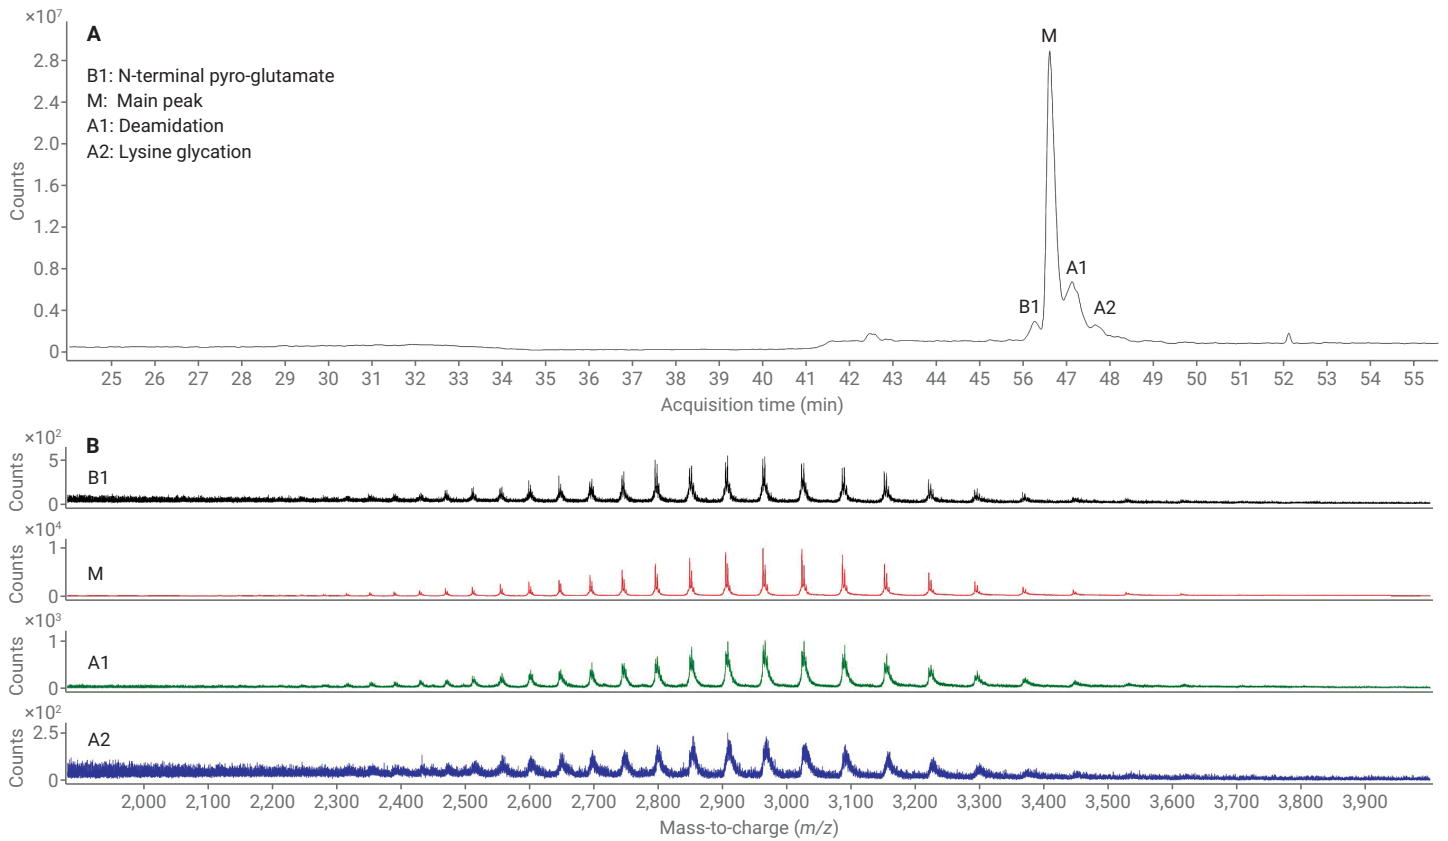 ×10⁷
A
M
B1: N-terminal pyro-glutamate
M: Main peak
A1: Deamidation
A2: Lysine glycation
2.8
2.4
2.0
1.6
1.2
0.8
0.4
0
Counts
B1
A1
A2
25 26 27 28 29 30 31 32 33 34 35 36 37 38 39 40 41 42 43 44 45 56 47 48 49 50 51 52 53 54 55
Acquisition time (min)
×10²
B
5
0
Counts
B1
×10⁴
1
0
Counts
M
×10³
1
0
Counts
A1
×10²
2.5
0
Counts
A2
2,000 2,100 2,200 2,300 2,400 2,500 2,600 2,700 2,800 2,900 3,000 3,100 3,200 3,300 3,400 3,500 3,600 3,700 3,800 3,900
Mass-to-charge (m/z)